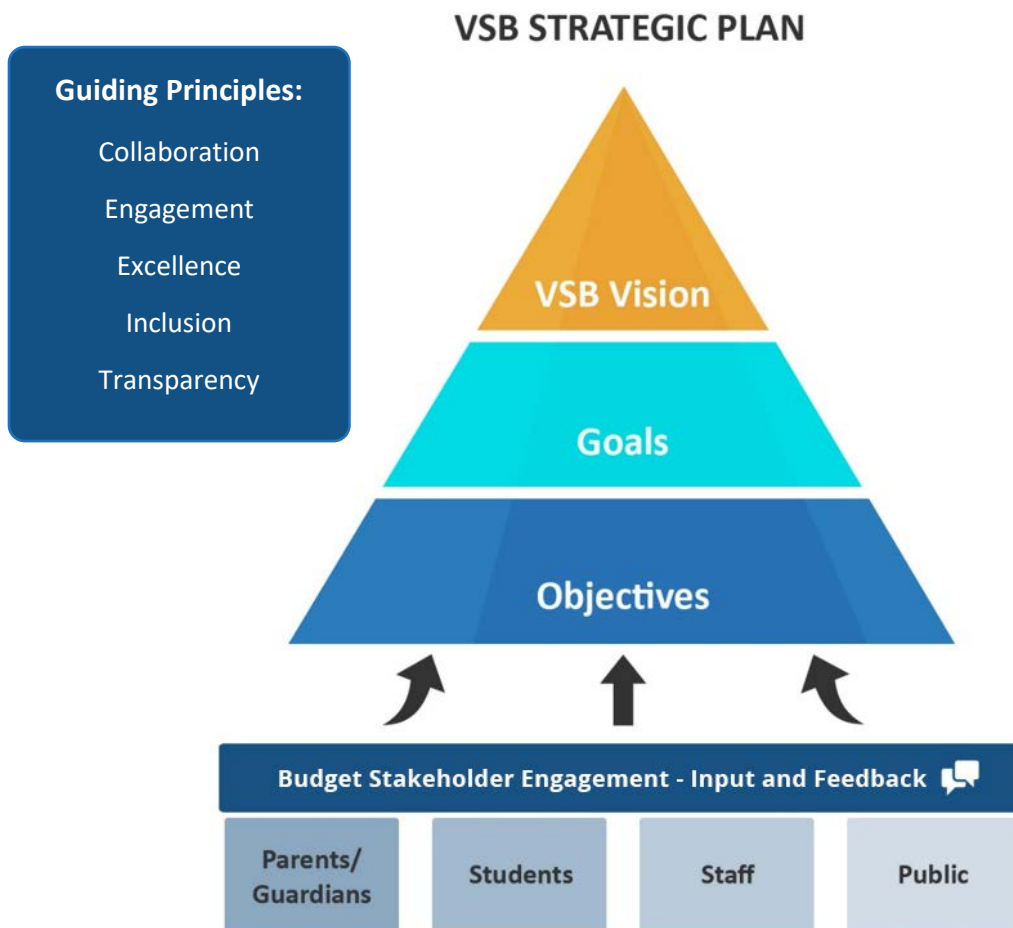 VSB STRATEGIC PLAN
Guiding Principles:
Collaboration
Engagement
Excellence
Inclusion
Transparency
VSB Vision
Goals
Objectives
Budget Stakeholder Engagement - Input and Feedback
Parents/
Guardians
Students
Staff
Public